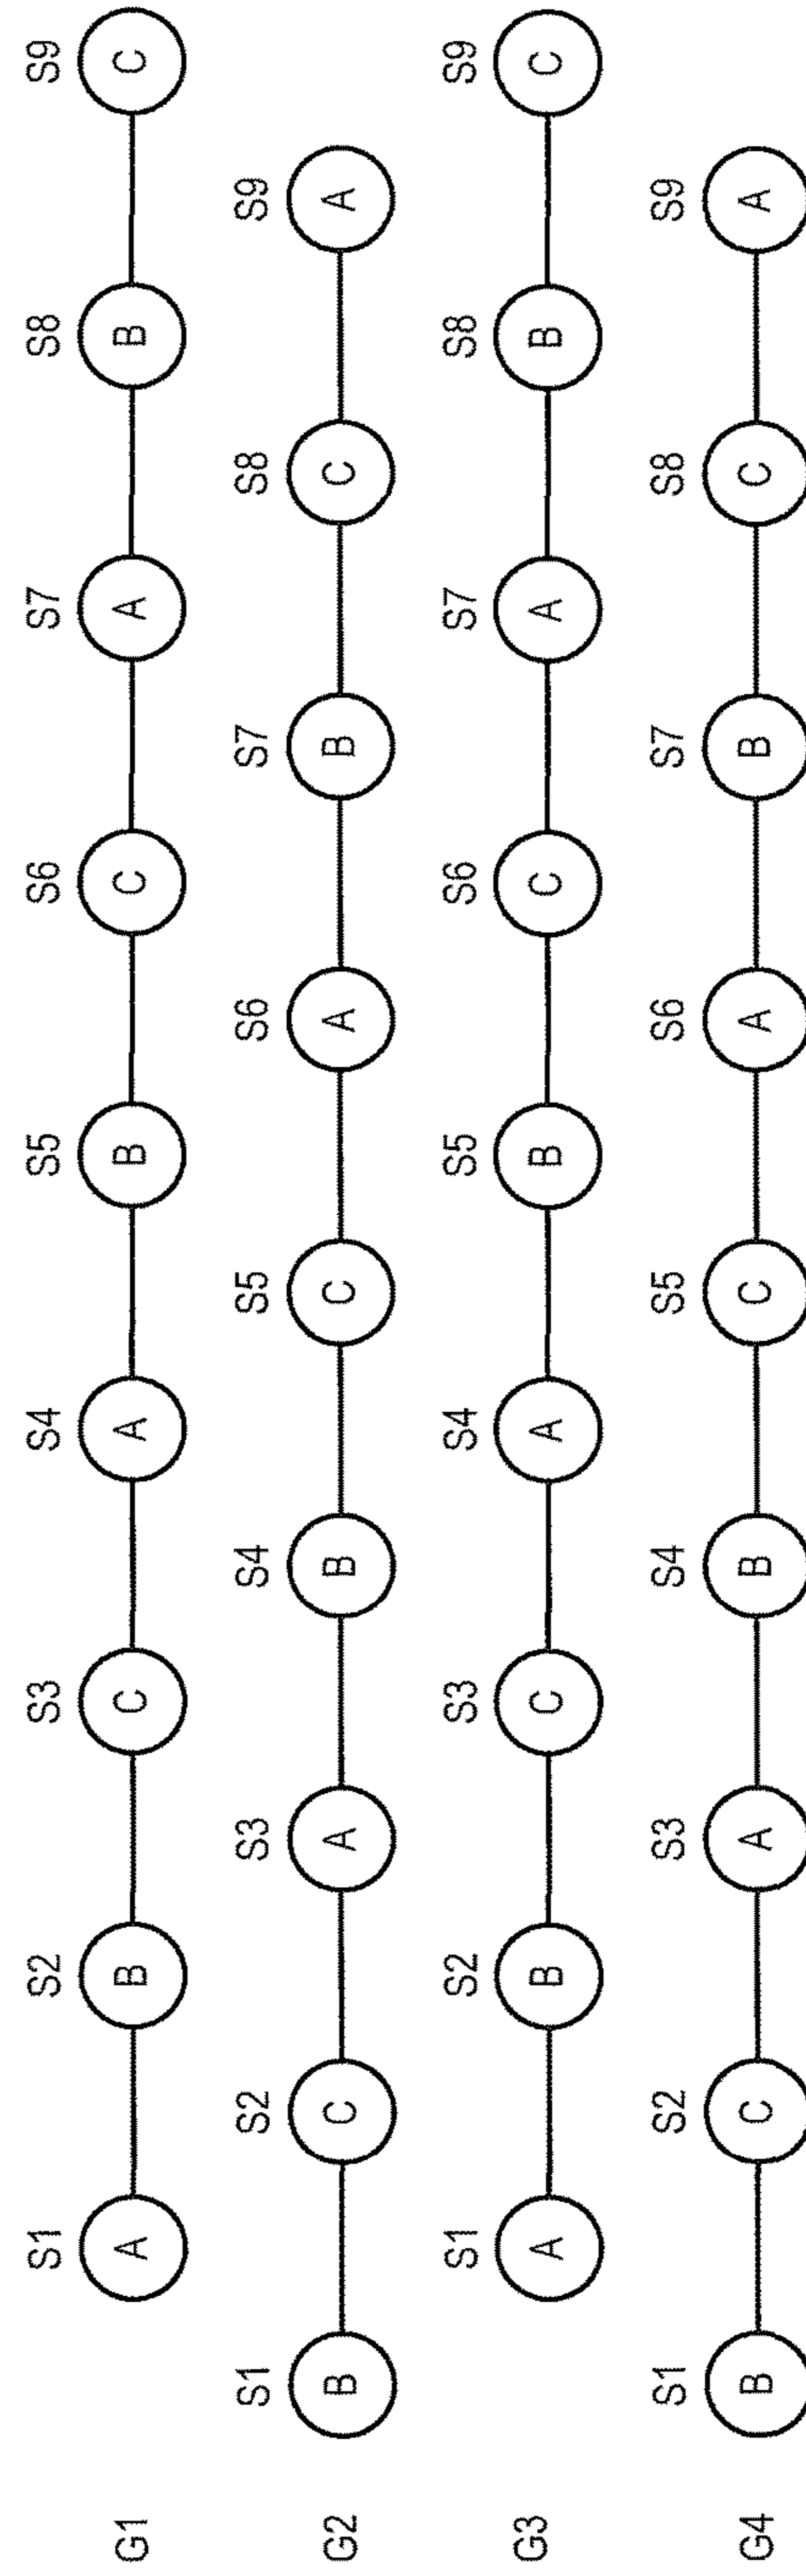 S1 S2 S3 S4 S5 S6 S7 S8 S9
G1 A B C A B C A B C
S1 S2 S3 S4 S5 S6 S7 S8 S9
G2 B C A B C A B C A
S1 S2 S3 S4 S5 S6 S7 S8 S9
G3 A B C A B C A B C
S1 S2 S3 S4 S5 S6 S7 S8 S9
G4 B C A B C A B C A